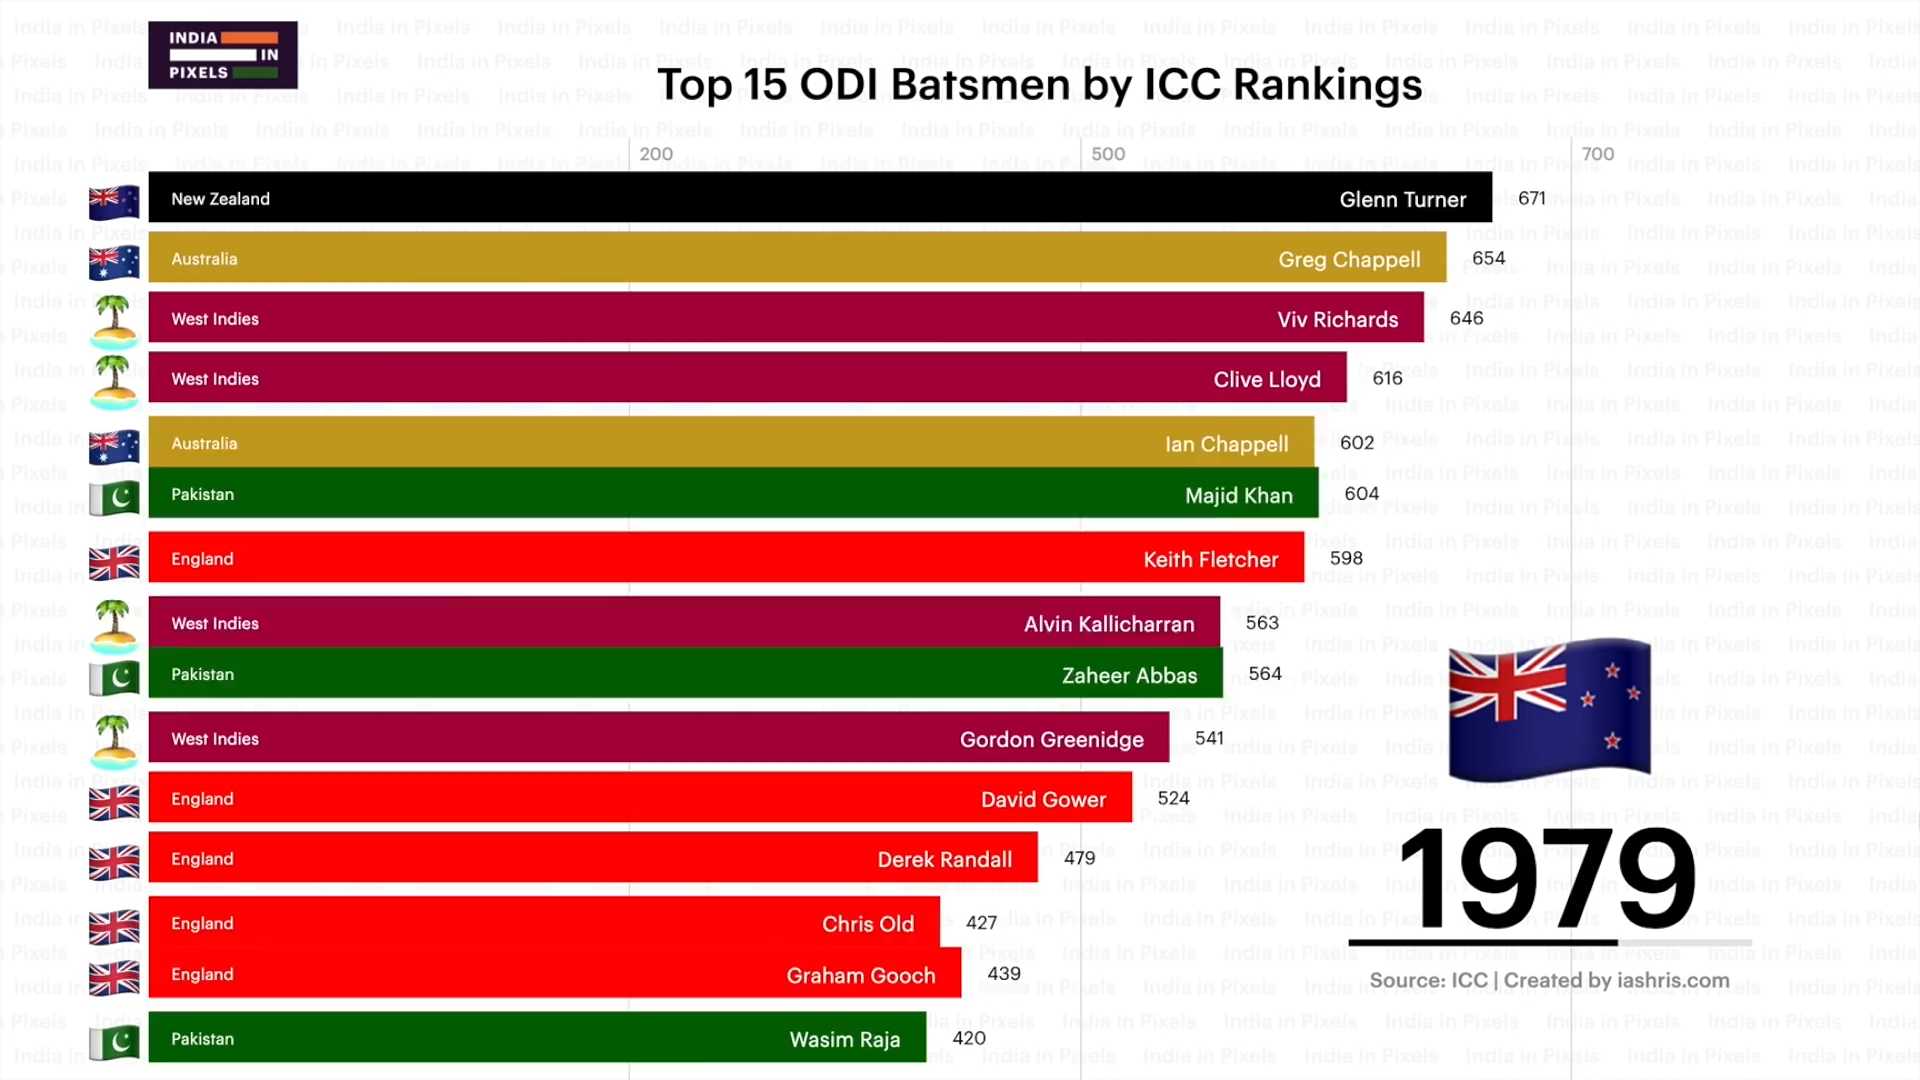 INDIA
IN
PIXELS
Top 15 ODI Batsmen by ICC Rankings
200 500 700
New Zealand Glenn Turner 671
Australia Greg Chappell 654
West Indies Viv Richards 646
West Indies Clive Lloyd 616
Australia Ian Chappell 602
Pakistan Majid Khan 604
England Keith Fletcher 598
West Indies Alvin Kallicharran 563
Pakistan Zaheer Abbas 564
West Indies Gordon Greenidge 541
England David Gower 524
England Derek Randall 479
England Chris Old 427
England Graham Gooch 439
Pakistan Wasim Raja 420
1979
Source: ICC | Created by iashris.com
India in Pixels